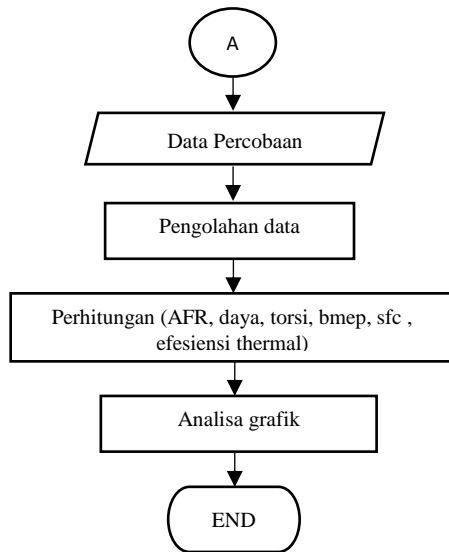 A
Data Percobaan
Pengolahan data
Perhitungan (AFR, daya, torsi, bmep, sfc ,
efesiensi thermal)
Analisa grafik
END